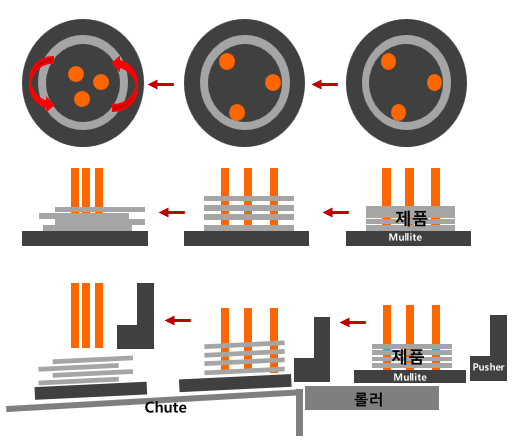 제품
Mullite
제품
Pusher
Mullite
롤러
Chute